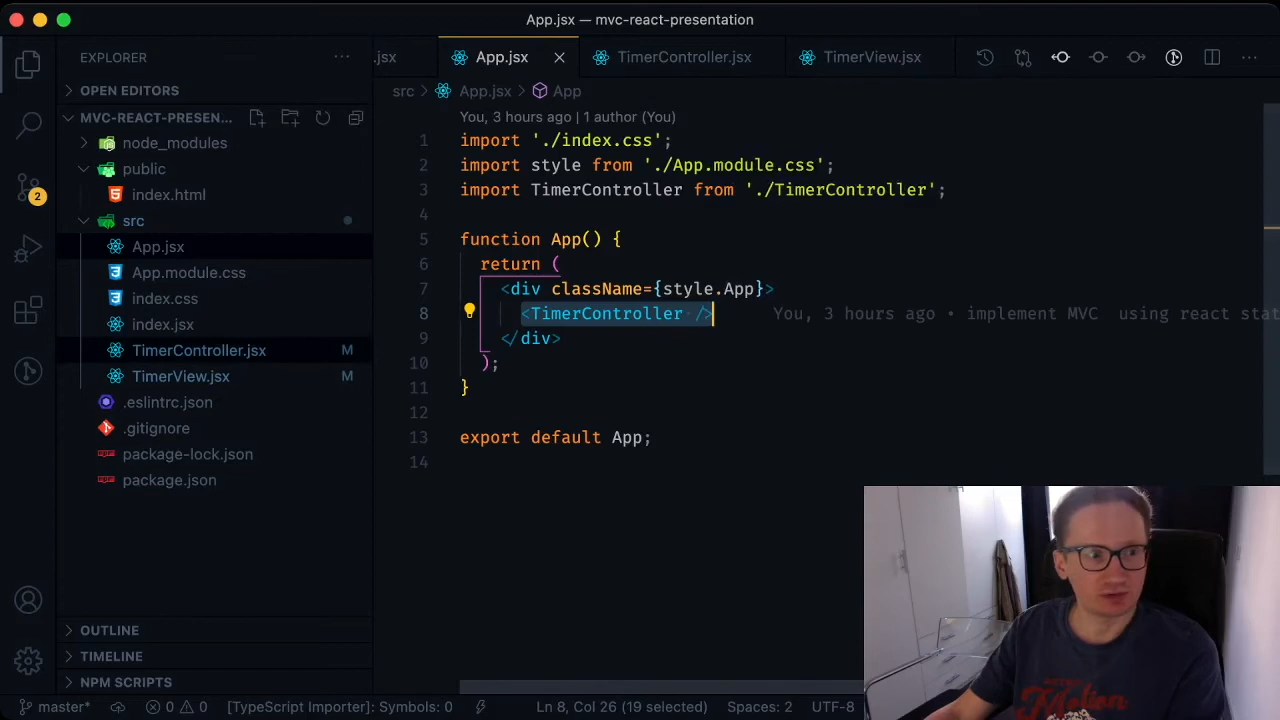 App.jsx — mvc-react-presentation
EXPLORER
.jsx
App.jsx
TimerController.jsx
TimerView.jsx
OPEN EDITORS
src > App.jsx > App
MVC-REACT-PRESEN...
You, 3 hours ago | 1 author (You)
node_modules
public
index.html
src
App.jsx
App.module.css
index.css
index.jsx
TimerController.jsx M
TimerView.jsx M
.eslintrc.json
.gitignore
package-lock.json
package.json
2
1 import './index.css';
2 import style from './App.module.css';
3 import TimerController from './TimerController';
4
5 function App() {
6 return (
7 <div className={style.App}>
8 <TimerController /> You, 3 hours ago • implement MVC  using react stat
9 </div>
10 );
11 }
12
13 export default App;
14
OUTLINE
TIMELINE
NPM SCRIPTS
master* 0 0 [TypeScript Importer]: Symbols: 0 Ln 8, Col 26 (19 selected) Spaces: 2 UTF-8